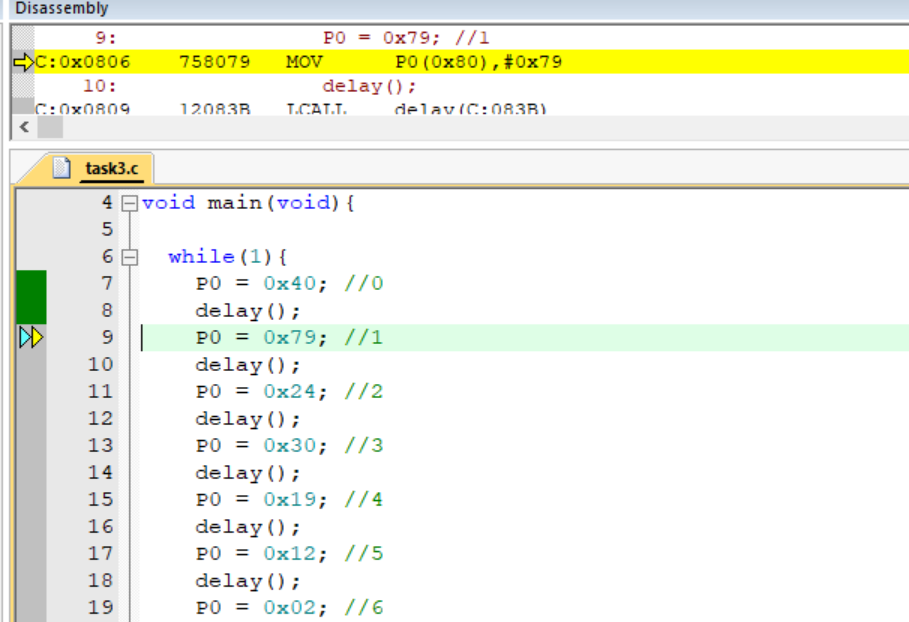 Disassembly
9: P0 = 0x79; //1
C:0x0806 758079 MOV P0(0x80),#0x79
10: delay();
C:0x0809 12083B LCALL delay(C:083B)
task3.c
4 void main(void){
5
6 while(1){
7 P0 = 0x40; //0
8 delay();
9 P0 = 0x79; //1
10 delay();
11 P0 = 0x24; //2
12 delay();
13 P0 = 0x30; //3
14 delay();
15 P0 = 0x19; //4
16 delay();
17 P0 = 0x12; //5
18 delay();
19 P0 = 0x02; //6